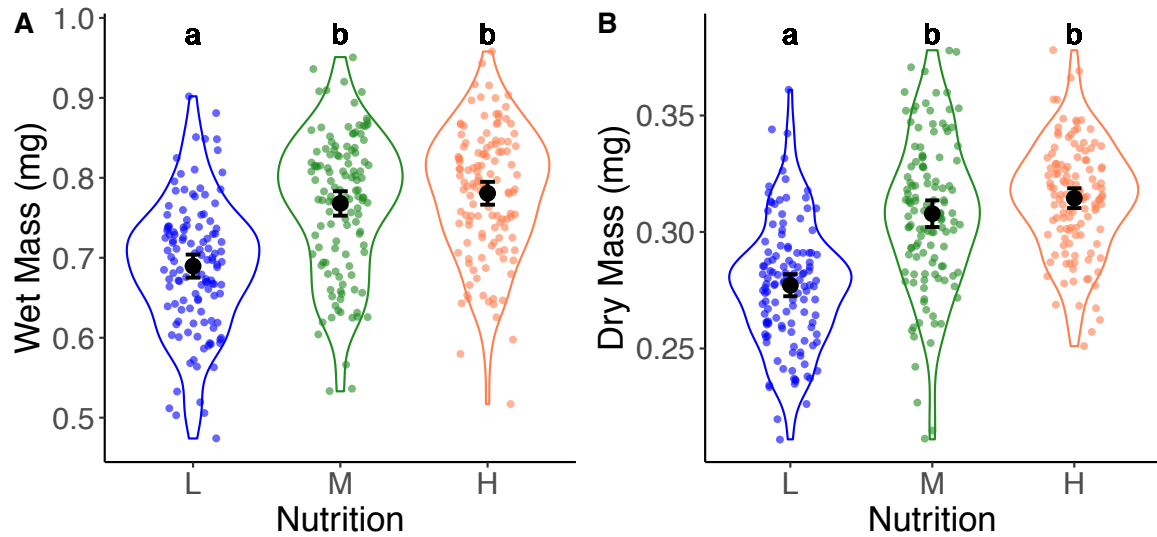 A
a b b
1.0
0.9
0.8
0.7
0.6
0.5
Wet Mass (mg)
L M H
Nutrition
B
a b b
0.35
0.30
0.25
Dry Mass (mg)
L M H
Nutrition